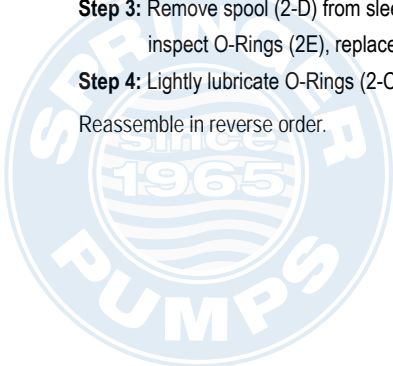 Step 3: Remove spool (2-D) from slee
inspect O-Rings (2E), replace
Step 4: Lightly lubricate O-Rings (2-C
Reassemble in reverse order.
SPRINGER
since
1965
PUMPS